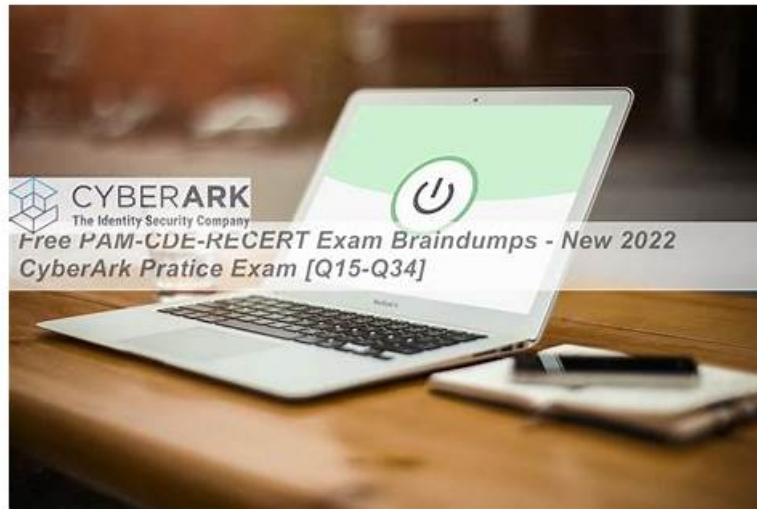 CYBERARK
The Identity Security Company
Free PAM-CDE-RECERT Exam Braindumps - New 2022
CyberArk Pratice Exam [Q15-Q34]